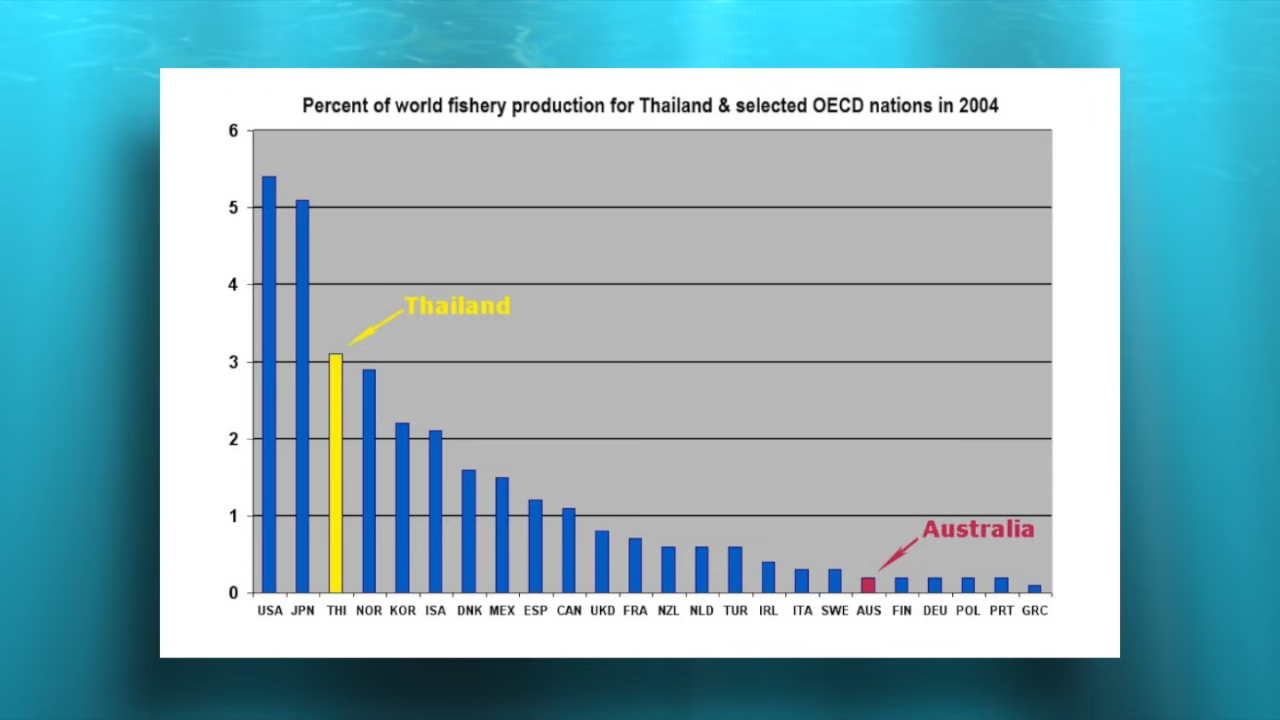 Percent of world fishery production for Thailand & selected OECD nations in 2004
6
5
4
Thailand
3
2
1
Australia
0
USA JPN THI NOR KOR ISA DNK MEX ESP CAN UKD FRA NZL NLD TUR IRL ITA SWE AUS FIN DEU POL PRT GRC